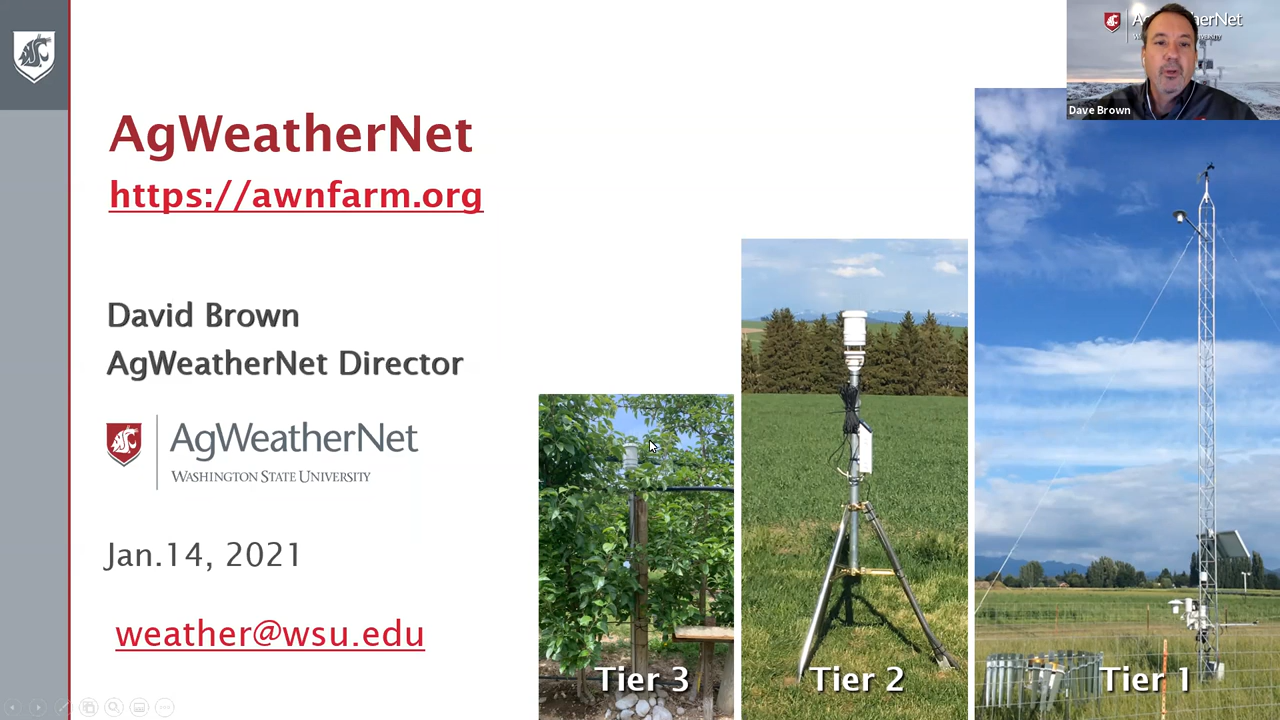 AgWeatherNet
https://awnfarm.org
David Brown
AgWeatherNet Director
AgWeatherNet
WASHINGTON STATE UNIVERSITY
Jan.14, 2021
weather@wsu.edu
Tier 3
Tier 2
Tier 1
Dave Brown